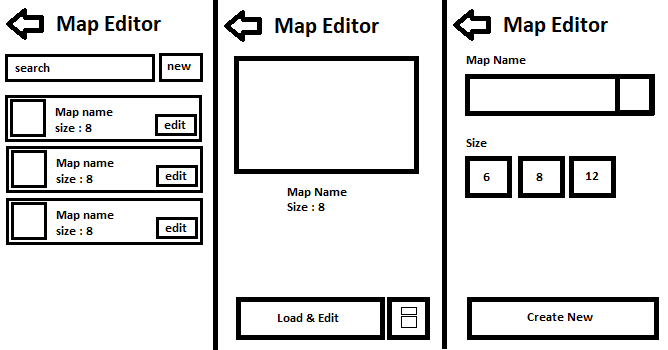 Map Editor
search
new
Map name
size : 8
edit
Map name
size : 8
edit
Map name
size : 8
edit
Map Editor
Map Name
Size : 8
Load & Edit
Map Editor
Map Name
Size
6
8
12
Create New